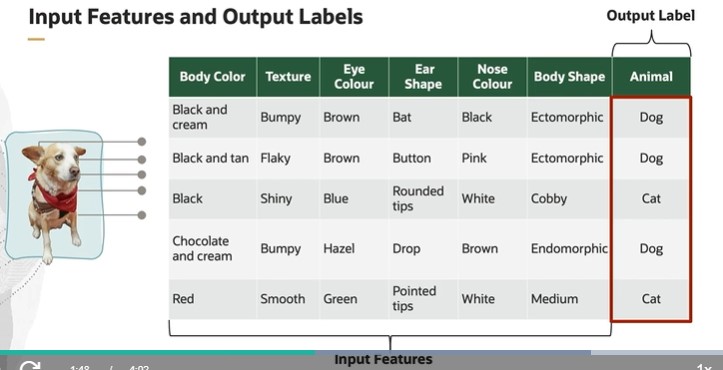 Input Features and Output Labels
Output Label
Body Color Texture Eye Colour Ear Shape Nose Colour Body Shape Animal
Black and cream Bumpy Brown Bat Black Ectomorphic Dog
Black and tan Flaky Brown Button Pink Ectomorphic Dog
Black Shiny Blue Rounded tips White Cobby Cat
Chocolate and cream Bumpy Hazel Drop Brown Endomorphic Dog
Red Smooth Green Pointed tips White Medium Cat
Input Features
1:48 / 4:02 1x